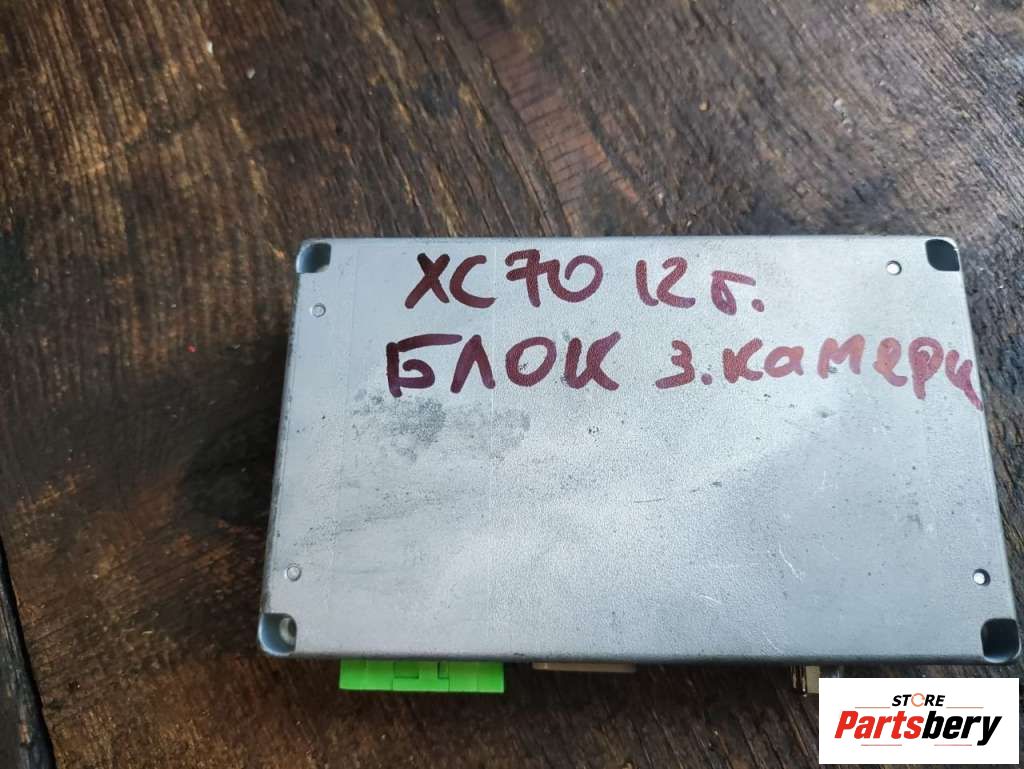 XC70 12г.
БЛОК з.камери
STORE
Partsbery